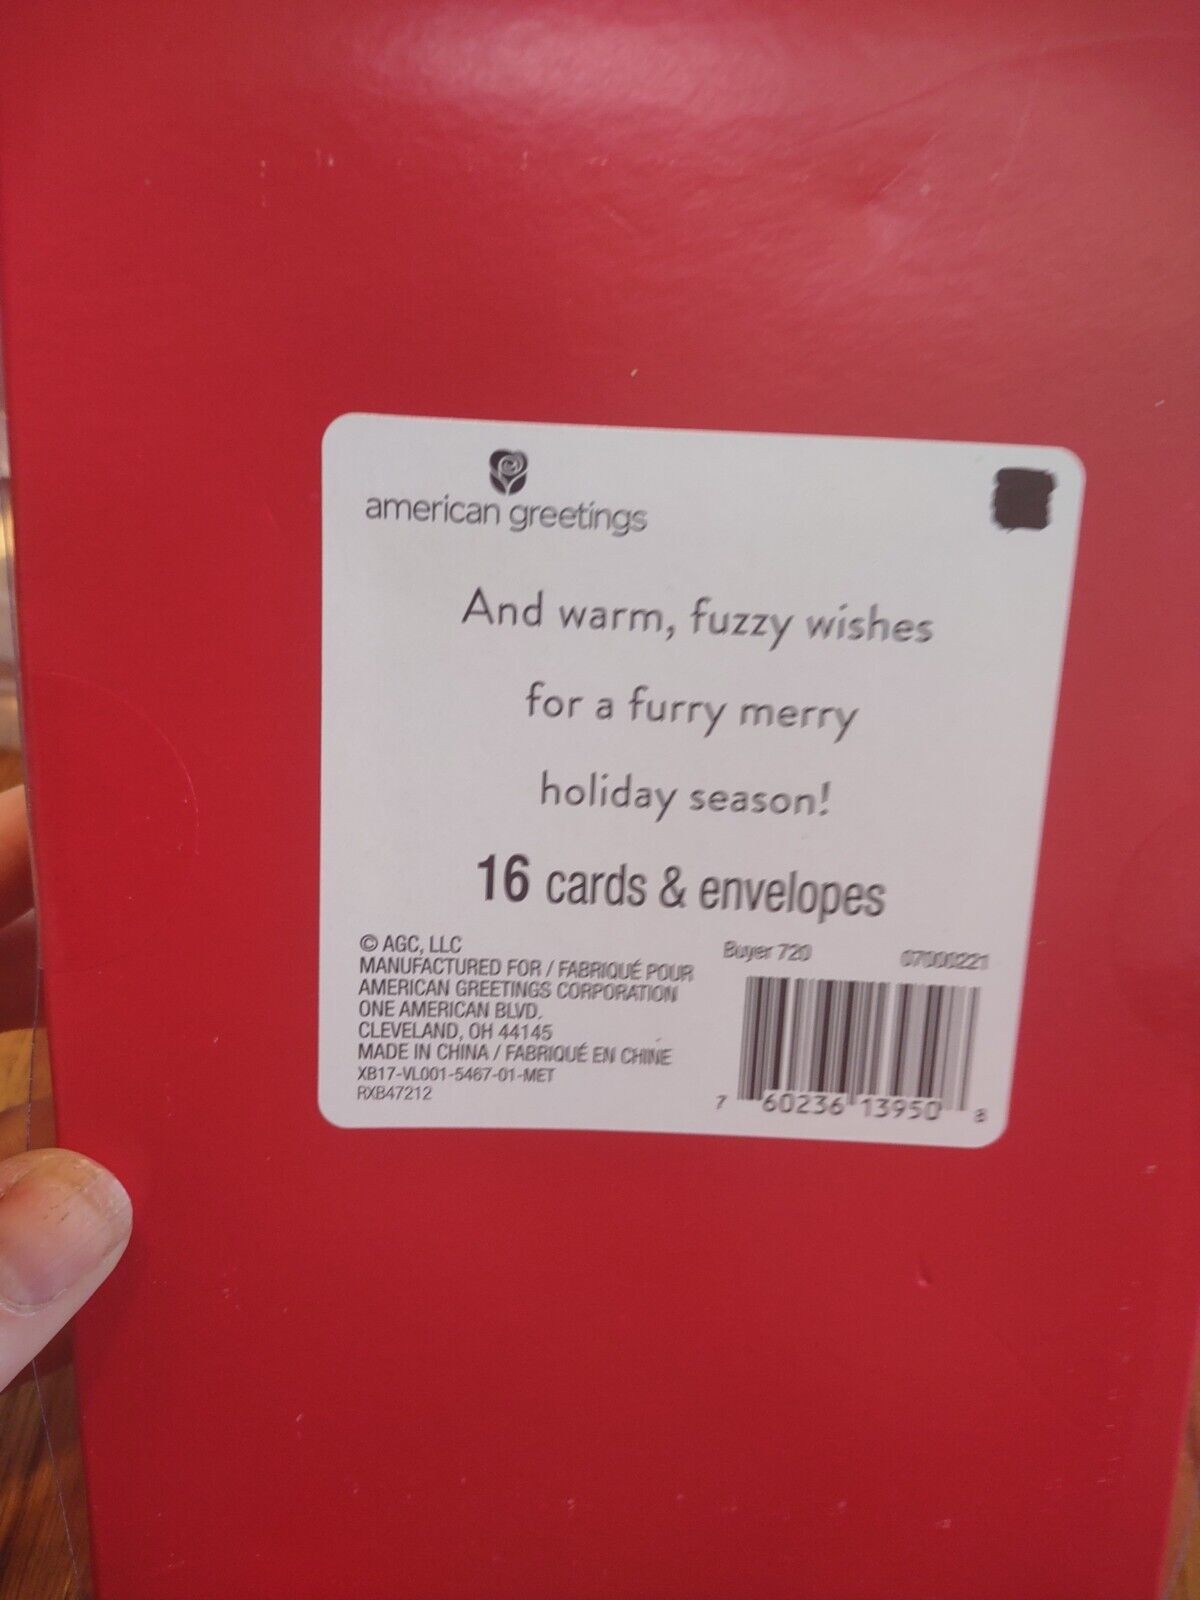 american greetings
And warm, fuzzy wishes
for a furry merry
holiday season!
16 cards & envelopes
© AGC, LLC
MANUFACTURED FOR / FABRIQUÉ POUR
AMERICAN GREETINGS CORPORATION
ONE AMERICAN BLVD.
CLEVELAND, OH 44145
MADE IN CHINA / FABRIQUÉ EN CHINE
XB17-VL001-5467-01-MET
RXB47212
Buyer 720 07000221
7 60236 13950 8